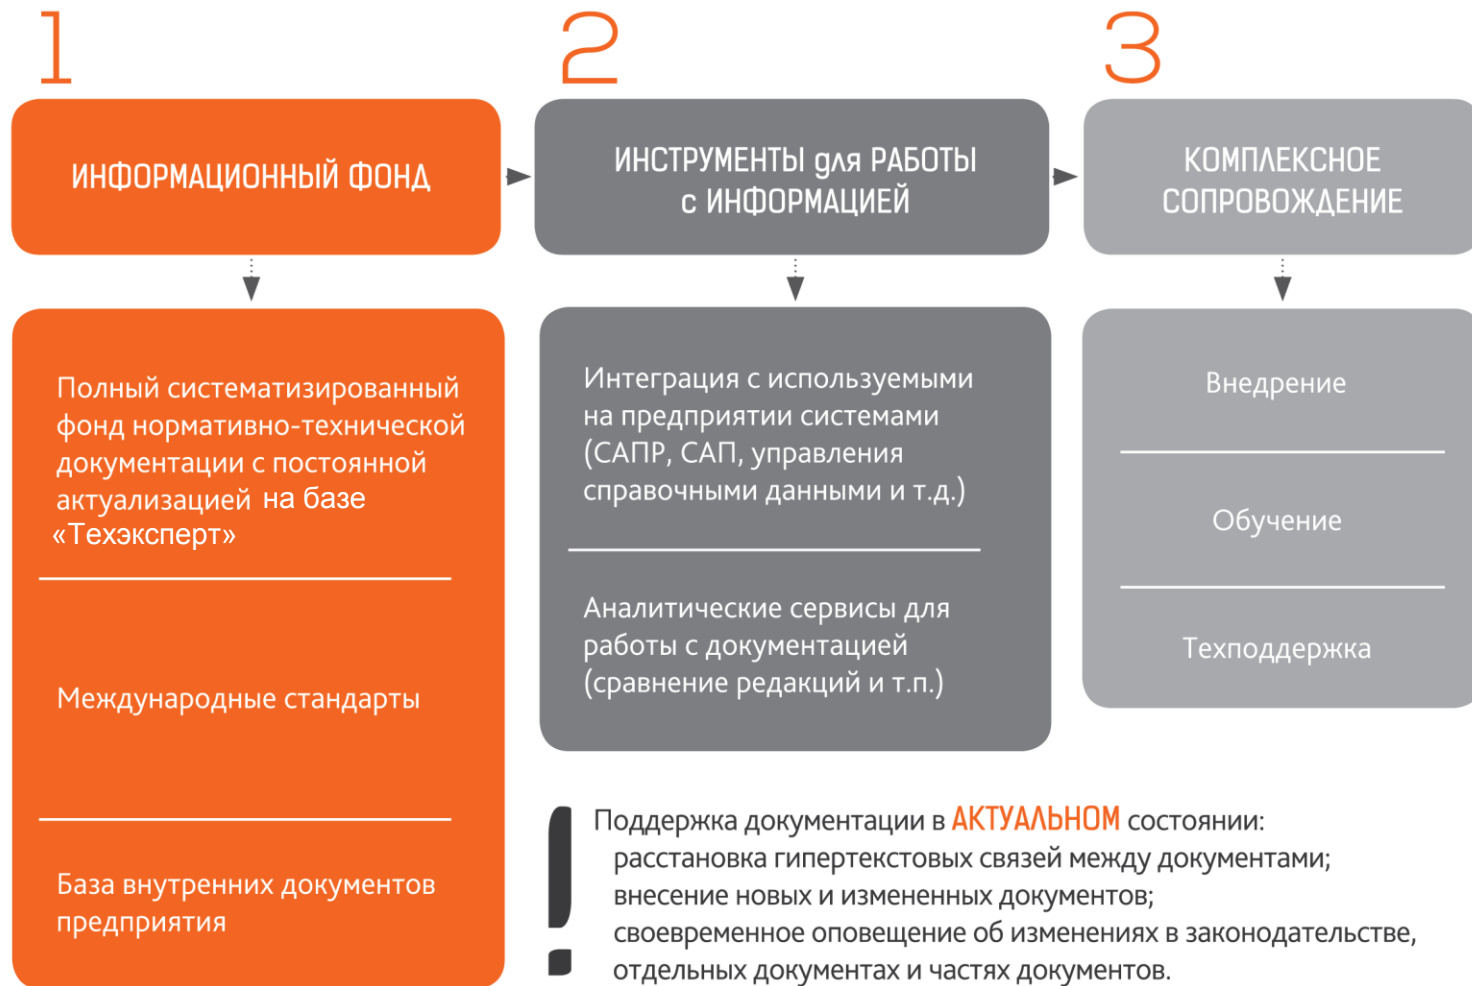 1
ИНФОРМАЦИОННЫЙ ФОНД
Полный систематизированный
фонд нормативно-технической
документации с постоянной
актуализацией на базе
«Техэксперт»
Международные стандарты
База внутренних документов
предприятия
2
ИНСТРУМЕНТЫ для РАБОТЫ
с ИНФОРМАЦИЕЙ
Интеграция с используемыми
на предприятии системами
(САПР, САП, управления
справочными данными и т.д.)
Аналитические сервисы для
работы с документацией
(сравнение редакций и т.п.)
3
КОМПЛЕКСНОЕ
СОПРОВОЖДЕНИЕ
Внедрение
Обучение
Техподдержка
!
Поддержка документации в АКТУАЛЬНОМ состоянии:
расстановка гипертекстовых связей между документами;
внесение новых и измененных документов;
своевременное оповещение об изменениях в законодательстве,
отдельных документах и частях документов.